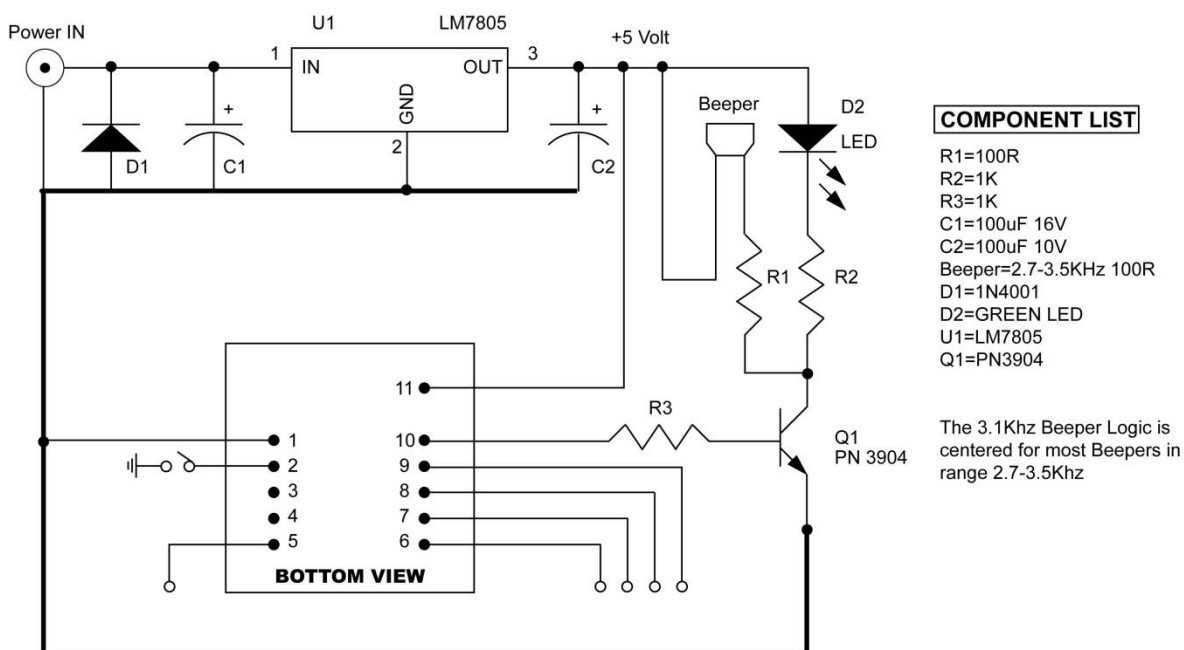 U1
LM7805
Power IN
+5 Volt
1
IN
OUT
3
GND
2
+
D1
C1
+
C2
Beeper
D2
LED
R1
R2
COMPONENT LIST
R1=100R
R2=1K
R3=1K
C1=100uF 16V
C2=100uF 10V
Beeper=2.7-3.5KHz 100R
D1=1N4001
D2=GREEN LED
U1=LM7805
Q1=PN3904
The 3.1Khz Beeper Logic is
centered for most Beepers in
range 2.7-3.5Khz
11
R3
1
10
2
9
3
8
4
7
5
6
BOTTOM VIEW
Q1
PN 3904